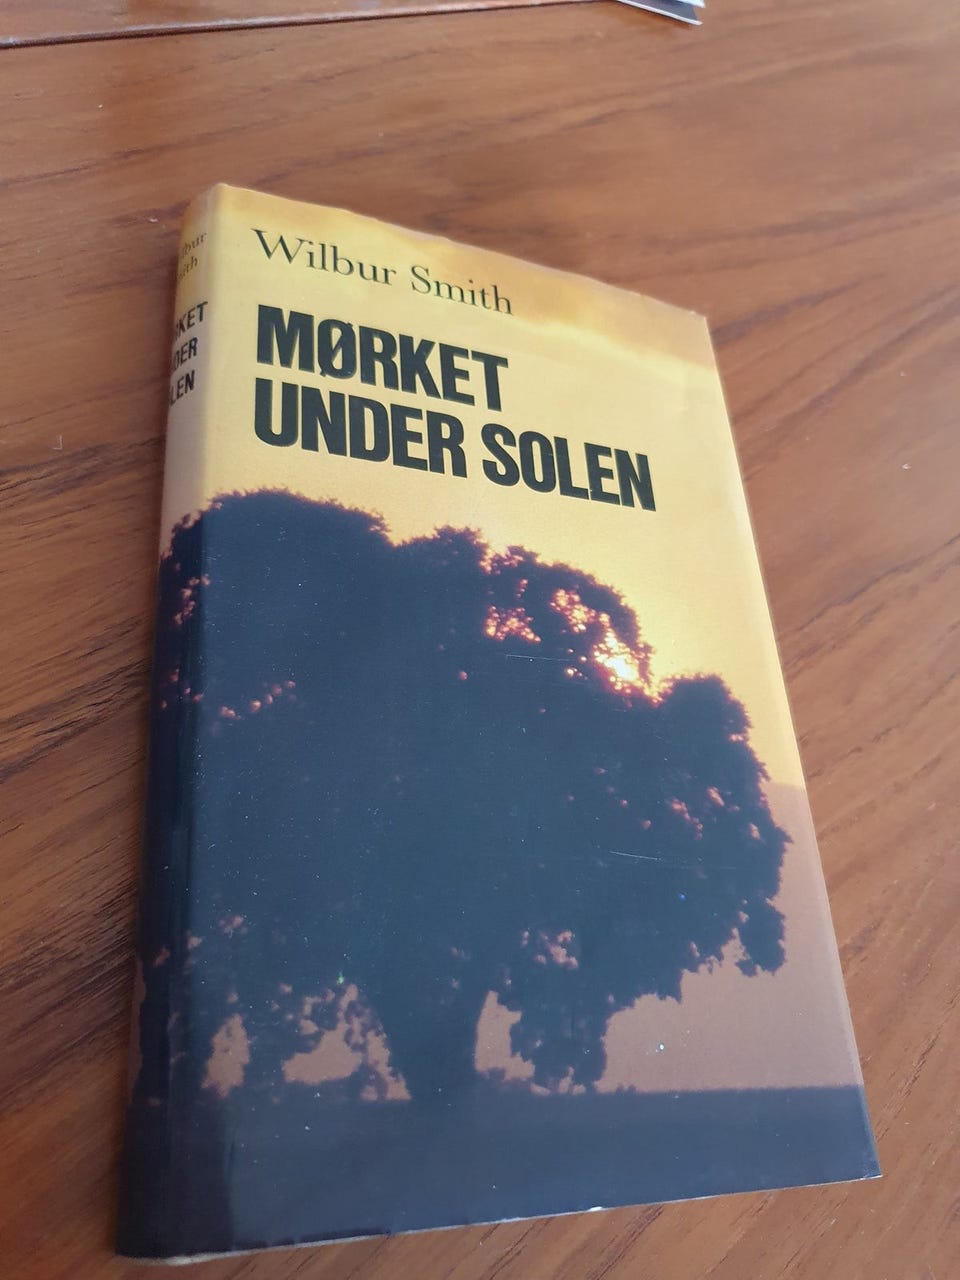 Wilbur Smith
MØRKET
UNDER SOLEN